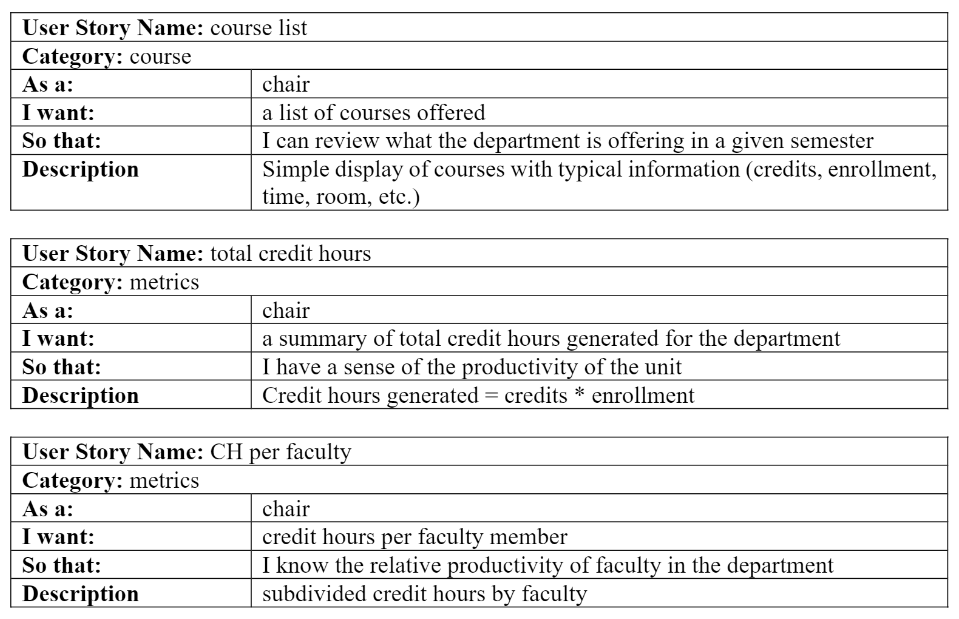 User Story Name: course list
Category: course
As a: chair
I want: a list of courses offered
So that: I can review what the department is offering in a given semester
Description Simple display of courses with typical information (credits, enrollment,
time, room, etc.)
User Story Name: total credit hours
Category: metrics
As a: chair
I want: a summary of total credit hours generated for the department
So that: I have a sense of the productivity of the unit
Description Credit hours generated = credits * enrollment
User Story Name: CH per faculty
Category: metrics
As a: chair
I want: credit hours per faculty member
So that: I know the relative productivity of faculty in the department
Description subdivided credit hours by faculty